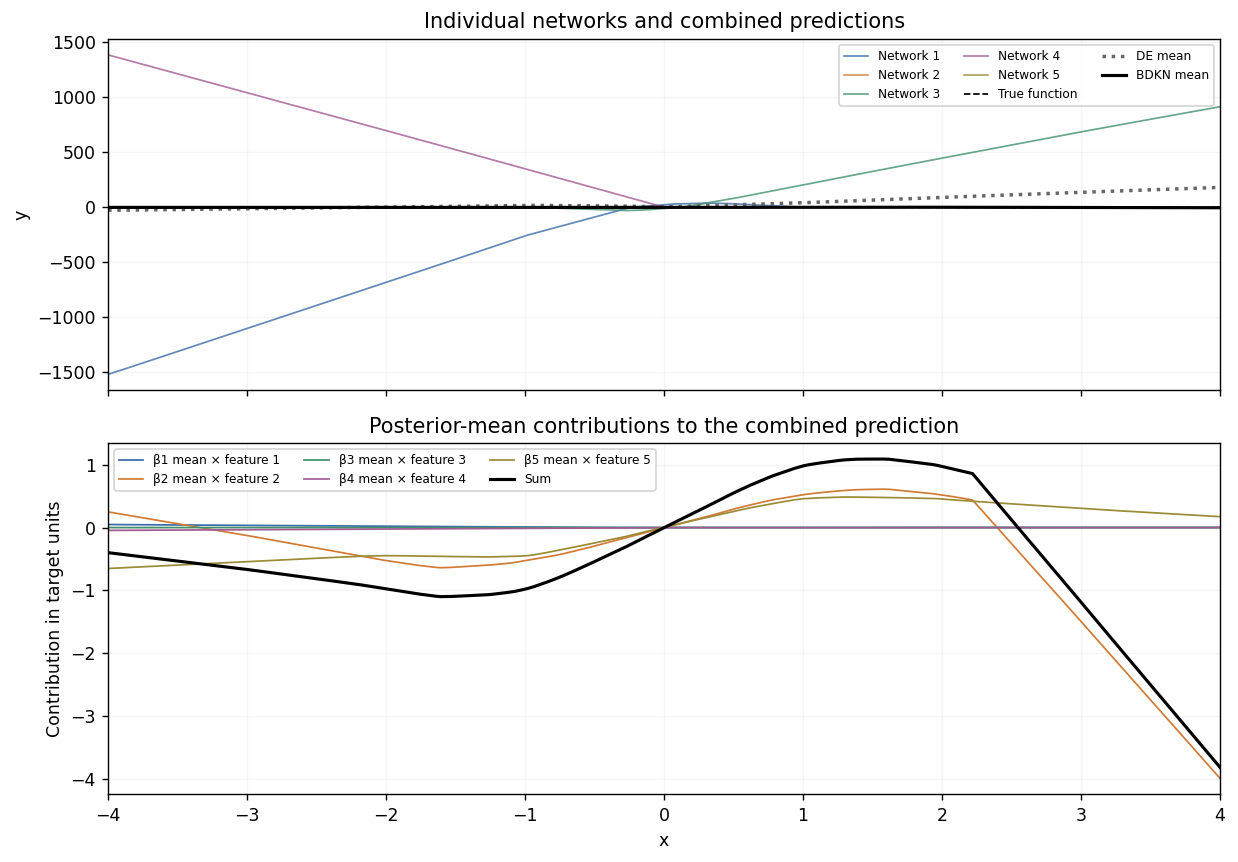 Individual networks and combined predictions
1500
1000
500
0
−500
−1000
−1500
y
Network 1
Network 2
Network 3
Network 4
Network 5
True function
DE mean
BDKN mean
Posterior-mean contributions to the combined prediction
1
0
−1
−2
−3
−4
Contribution in target units
β1 mean × feature 1
β2 mean × feature 2
β3 mean × feature 3
β4 mean × feature 4
β5 mean × feature 5
Sum
−4 −3 −2 −1 0 1 2 3 4
x